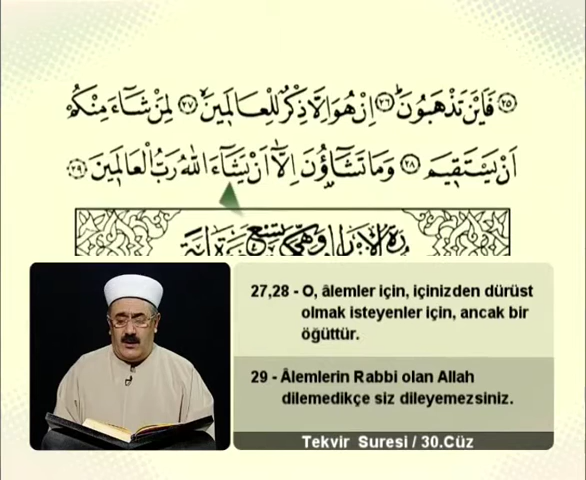 ﴿٢٥﴾ فَاَيْنَ تَذْهَبُونَ ﴿٢٦﴾ اِنْ هُوَ اِلَّا ذِكْرٌ لِلْعَالَمِينَ ﴿٢٧﴾ لِمَنْ شَٓاءَ مِنْكُمْ
اَنْ يَسْتَقِيمَ ﴿٢٨﴾ وَمَا تَشَٓاؤُنَ اِلَّٓا اَنْ يَشَٓاءَ اللّٰهُ رَبُّ الْعَالَمِينَ ﴿٢٩﴾
27,28 - O, âlemler için, içinizden dürüst
olmak isteyenler için, ancak bir
öğüttür.
29 - Âlemlerin Rabbi olan Allah
dilemedikçe siz dileyemezsiniz.
Tekvir Suresi / 30.Cüz